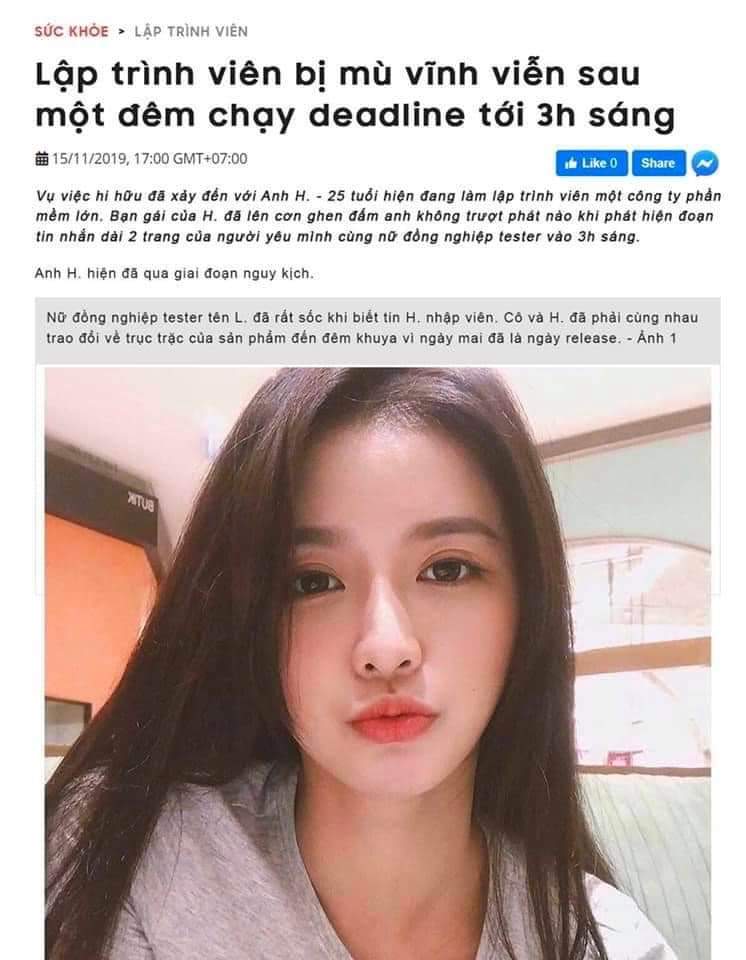 SỨC KHỎE > LẬP TRÌNH VIÊN
Lập trình viên bị mù vĩnh viễn sau
một đêm chạy deadline tới 3h sáng
15/11/2019, 17:00 GMT+07:00
Like 0 Share
Vụ việc hi hữu đã xảy đến với Anh H. - 25 tuổi hiện đang làm lập trình viên một công ty phần
mềm lớn. Bạn gái của H. đã lên cơn ghen đấm anh không trượt phát nào khi phát hiện đoạn
tin nhắn dài 2 trang của người yêu mình cùng nữ đồng nghiệp tester vào 3h sáng.
Anh H. hiện đã qua giai đoạn nguy kịch.
Nữ đồng nghiệp tester tên L. đã rất sốc khi biết tin H. nhập viên. Cô và H. đã phải cùng nhau
trao đổi về trục trặc của sản phẩm đến đêm khuya vì ngày mai đã là ngày release. - Ảnh 1
BUTIK